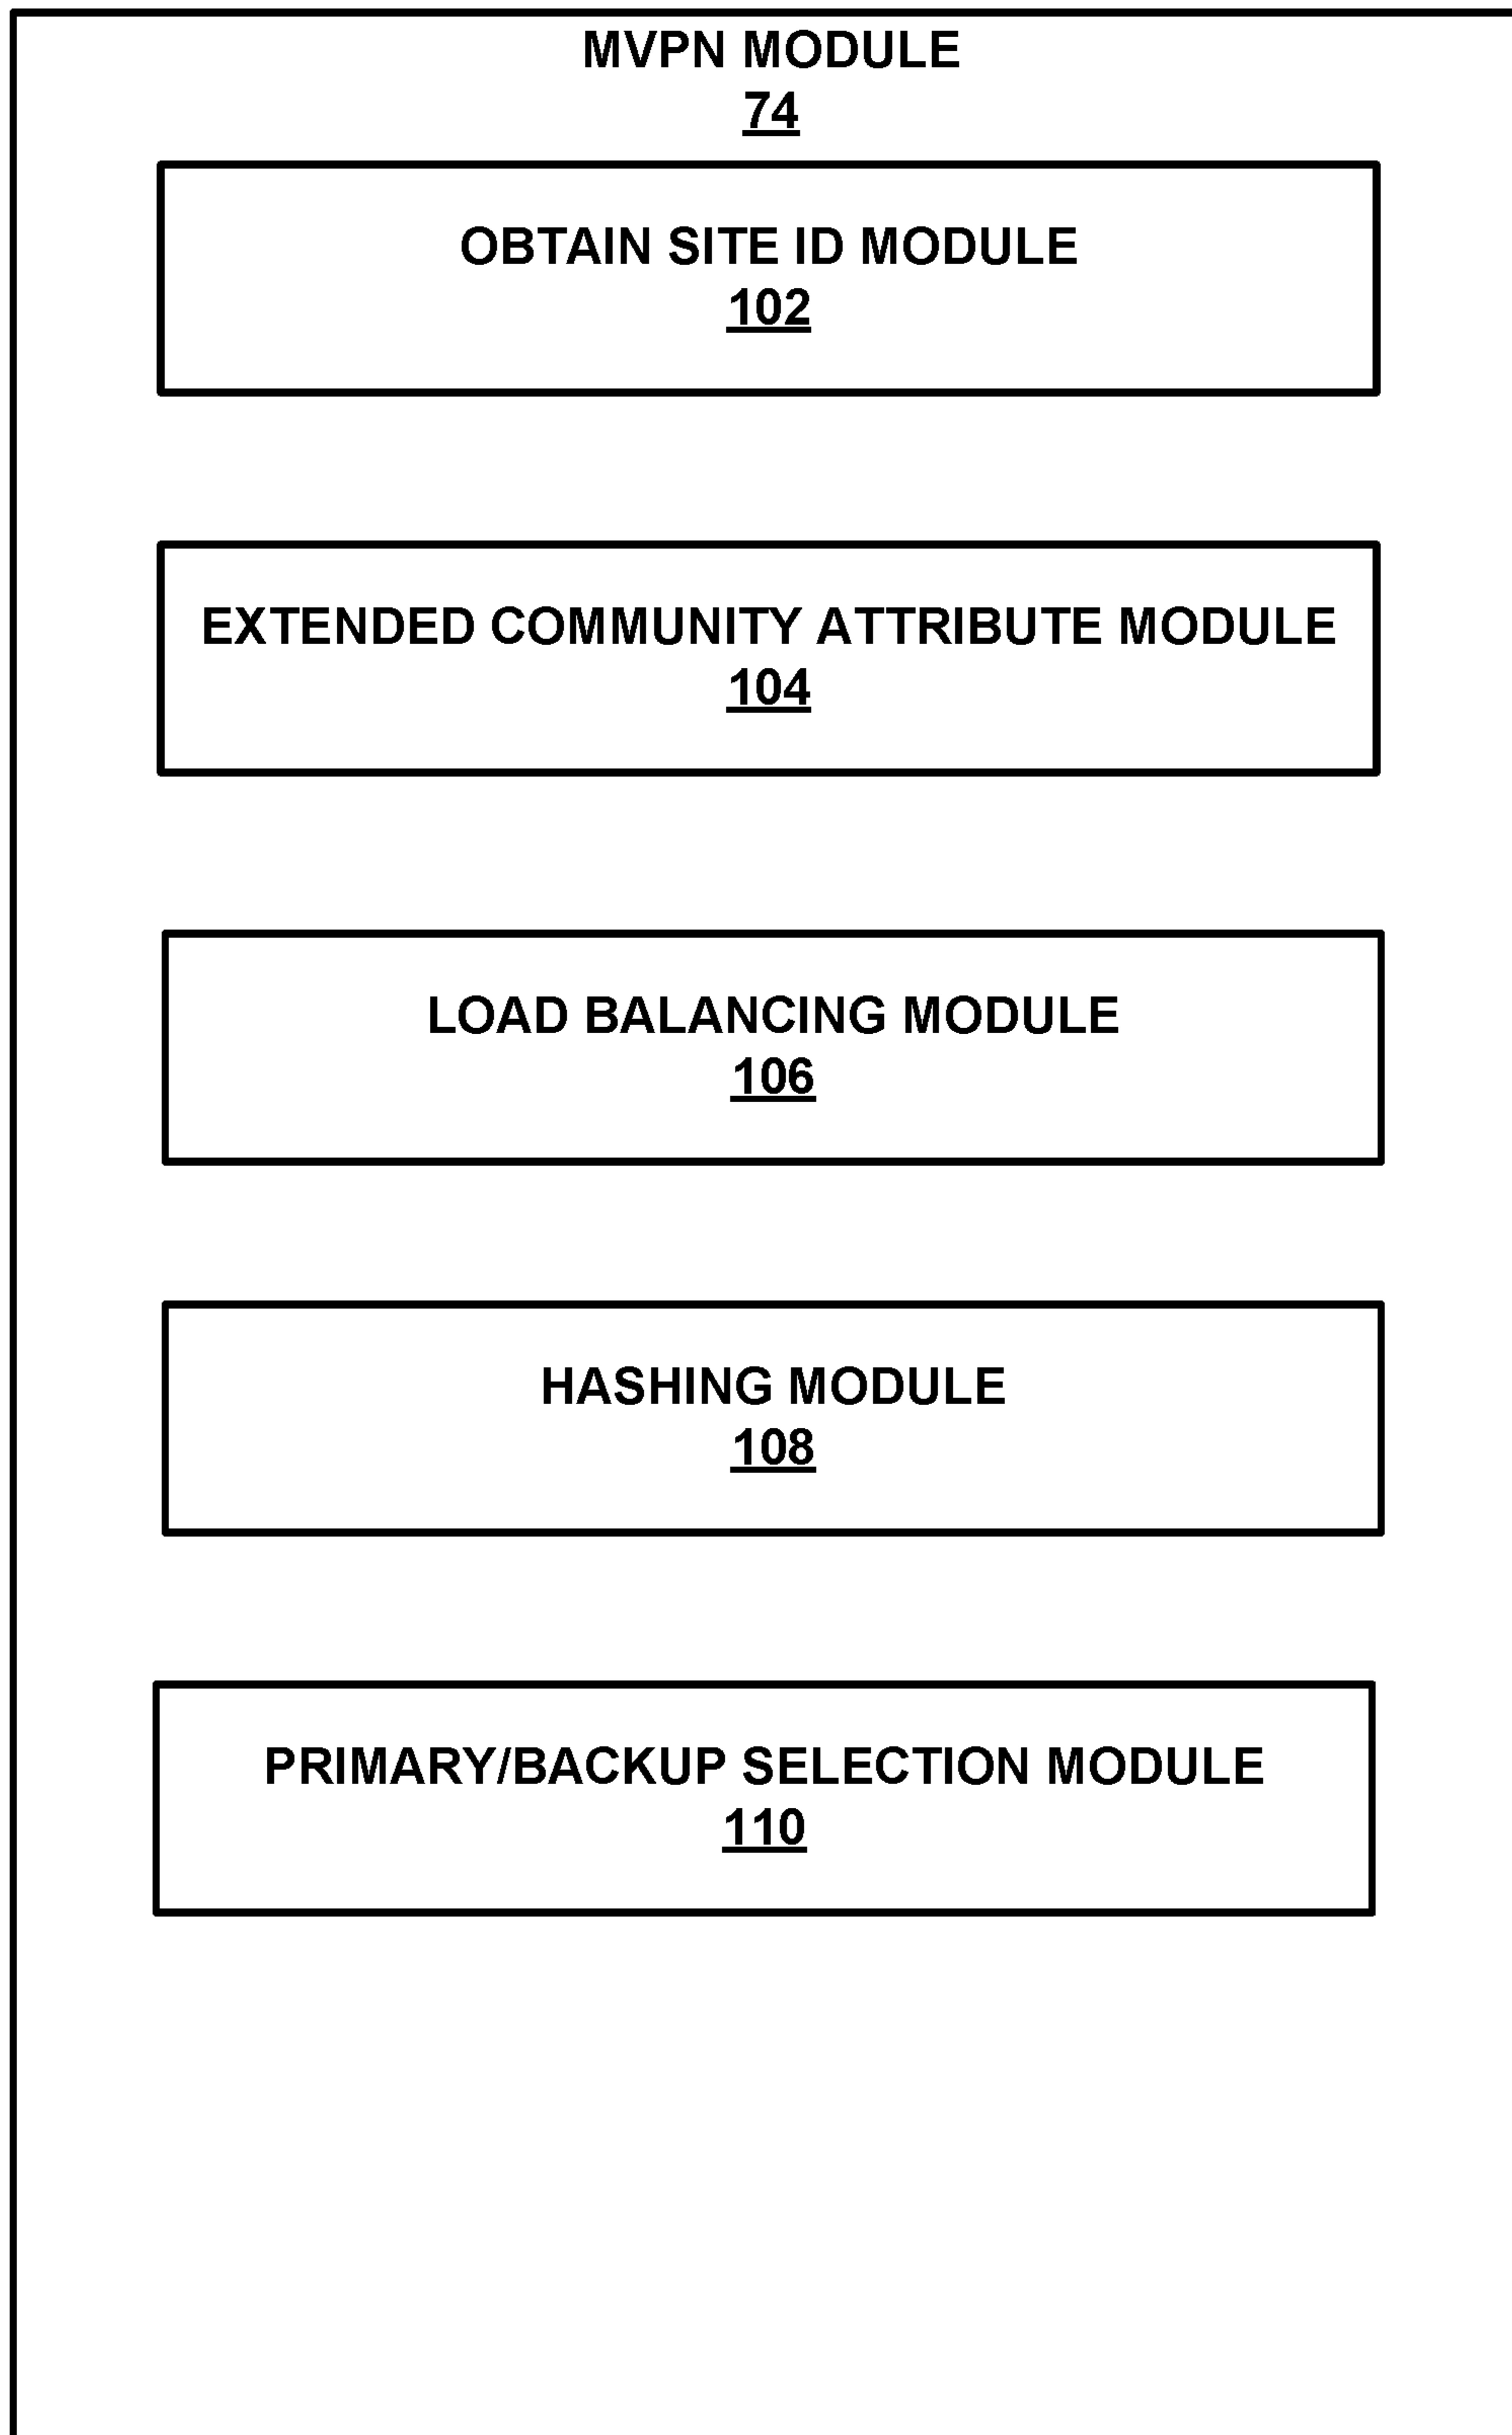 MVPN MODULE
74
OBTAIN SITE ID MODULE
102
EXTENDED COMMUNITY ATTRIBUTE MODULE
104
LOAD BALANCING MODULE
106
HASHING MODULE
108
PRIMARY/BACKUP SELECTION MODULE
110